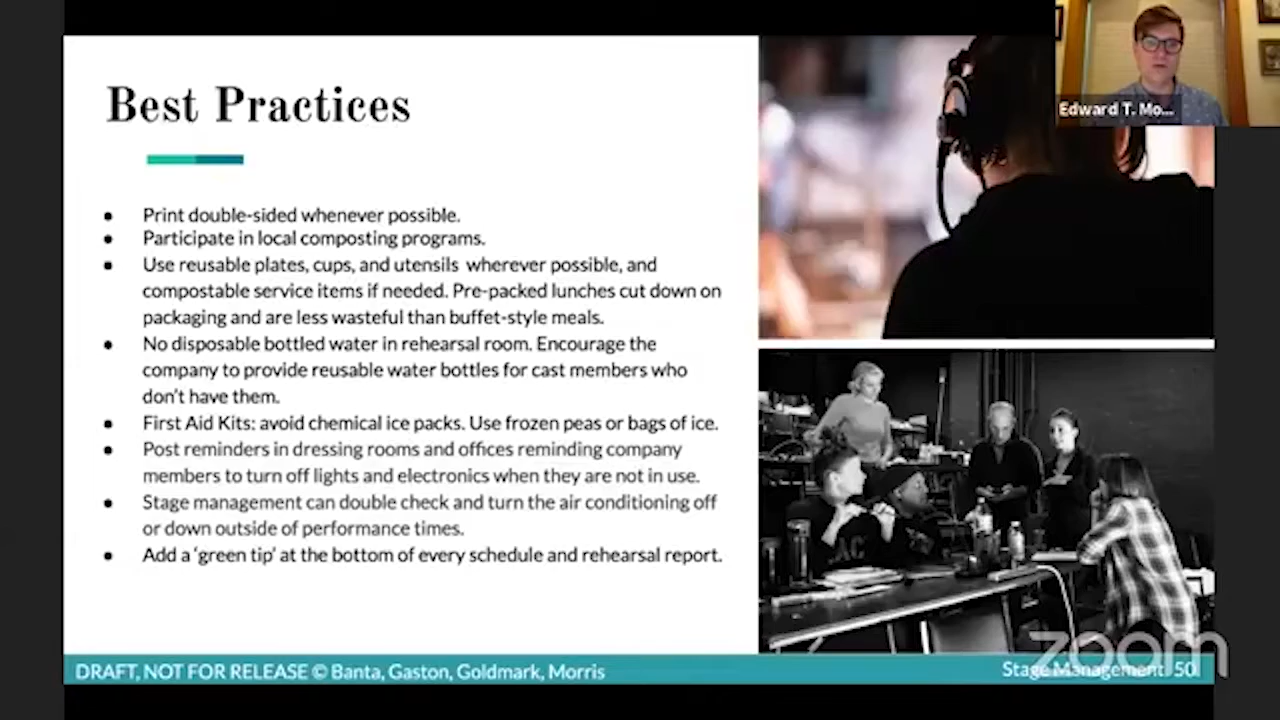 Best Practices
Edward T. Mo...
● Print double-sided whenever possible.
● Participate in local composting programs.
● Use reusable plates, cups, and utensils wherever possible, and
compostable service items if needed. Pre-packed lunches cut down on
packaging and are less wasteful than buffet-style meals.
● No disposable bottled water in rehearsal room. Encourage the
company to provide reusable water bottles for cast members who
don't have them.
● First Aid Kits: avoid chemical ice packs. Use frozen peas or bags of ice.
● Post reminders in dressing rooms and offices reminding company
members to turn off lights and electronics when they are not in use.
● Stage management can double check and turn the air conditioning off
or down outside of performance times.
● Add a ‘green tip’ at the bottom of every schedule and rehearsal report.
DRAFT, NOT FOR RELEASE © Banta, Gaston, Goldmark, Morris
Stage Management 50
zoom